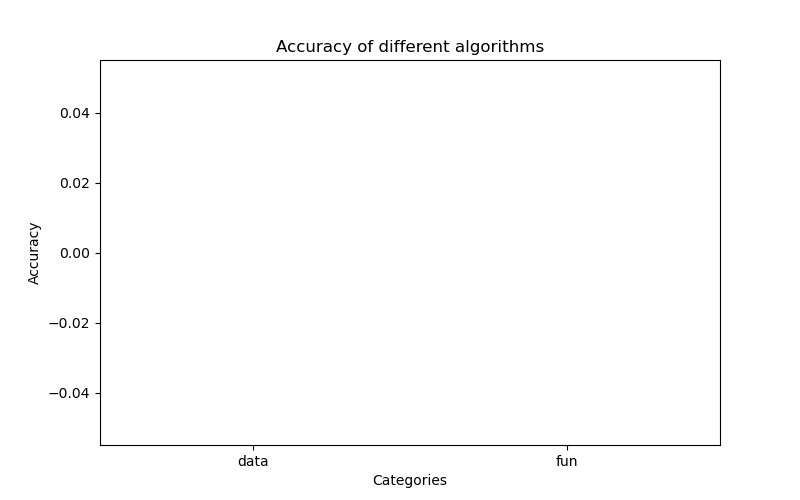 Accuracy of different algorithms
0.04
0.02
0.00
−0.02
−0.04
Accuracy
data
fun
Categories